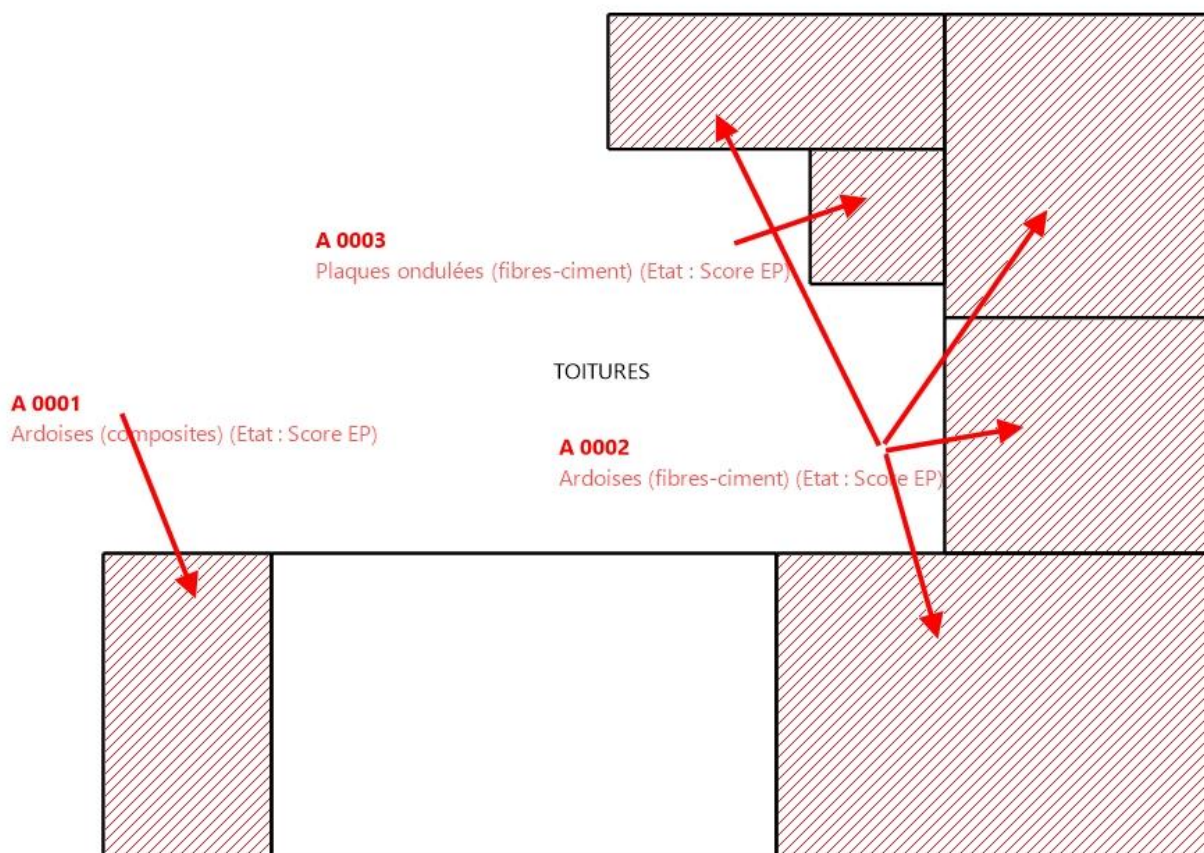 A 0003
Plaques ondulées (fibres-ciment) (Etat : Score EP)
TOITURES
A 0001
Ardoises (composites) (Etat : Score EP)
A 0002
Ardoises (fibres-ciment) (Etat : Score EP)